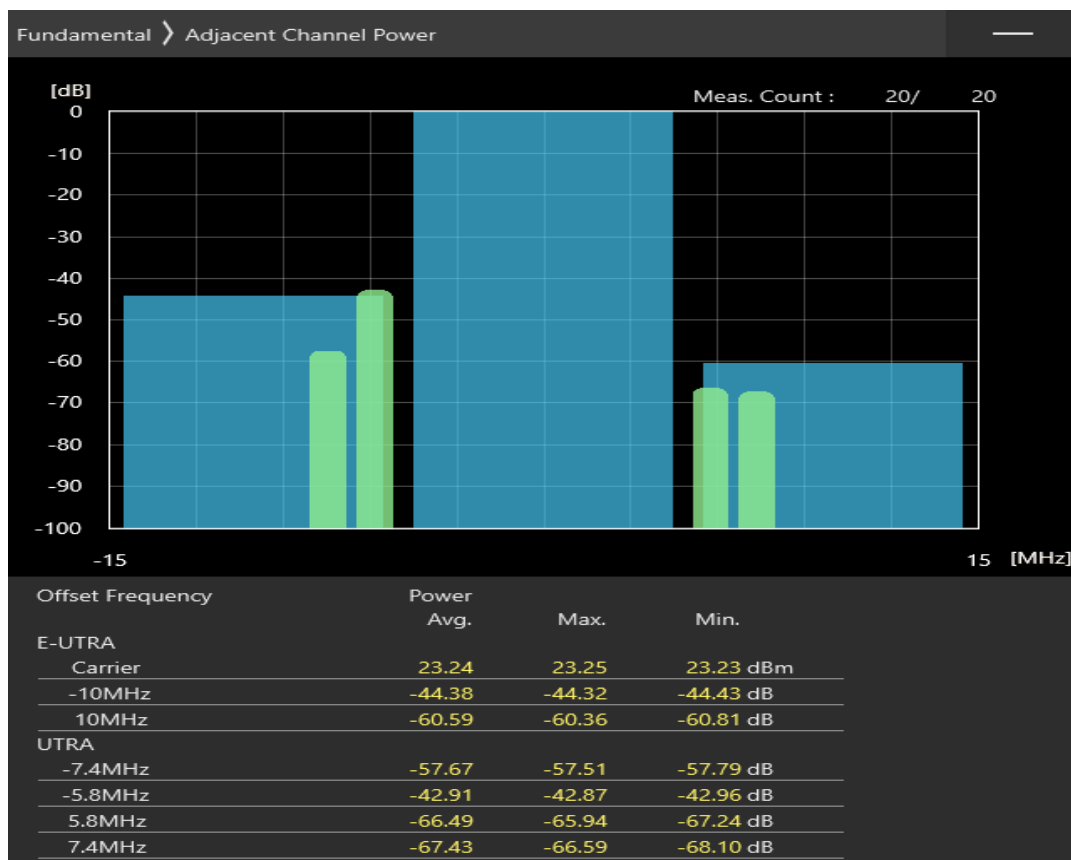 Fundamental ❭ Adjacent Channel Power
[dB]
Meas. Count : 20/ 20
0
-10
-20
-30
-40
-50
-60
-70
-80
-90
-100
-15 15 [MHz]
Offset Frequency Power
Avg. Max. Min.
E-UTRA
Carrier 23.24 23.25 23.23 dBm
-10MHz -44.38 -44.32 -44.43 dB
10MHz -60.59 -60.36 -60.81 dB
UTRA
-7.4MHz -57.67 -57.51 -57.79 dB
-5.8MHz -42.91 -42.87 -42.96 dB
5.8MHz -66.49 -65.94 -67.24 dB
7.4MHz -67.43 -66.59 -68.10 dB